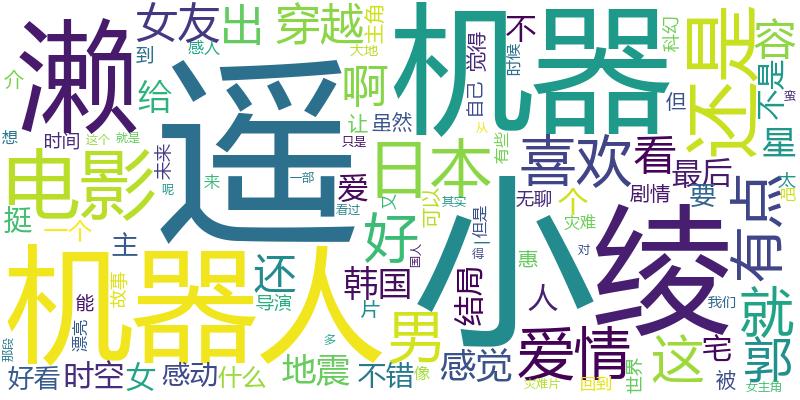 女友 出 穿越 主角 不 还是 容
到 感人 大地 觉得 时候 科幻
濑 遥 机器 自己 但 不是 蛮
介 给 啊 让 虽然 星
想 时间 这个 就是 只是 从 有些
电影 未来 爱 日本 喜欢 看 最后 太
呢 来 一部 女 可以 其实 无聊 个 剧情 要 吧
挺 一个 主 看过 好 但是 灾难 有点
机器人 还 韩国 国人 小 得 惠 对 绫
能 故事 导演 片 结局 人 我们 就
漂亮 男 爱情 这 宅 郭
那段 多
好看 时空 女 感动 什么 地震 不错 像 感觉 灾难片 回到 世界 被 女主角